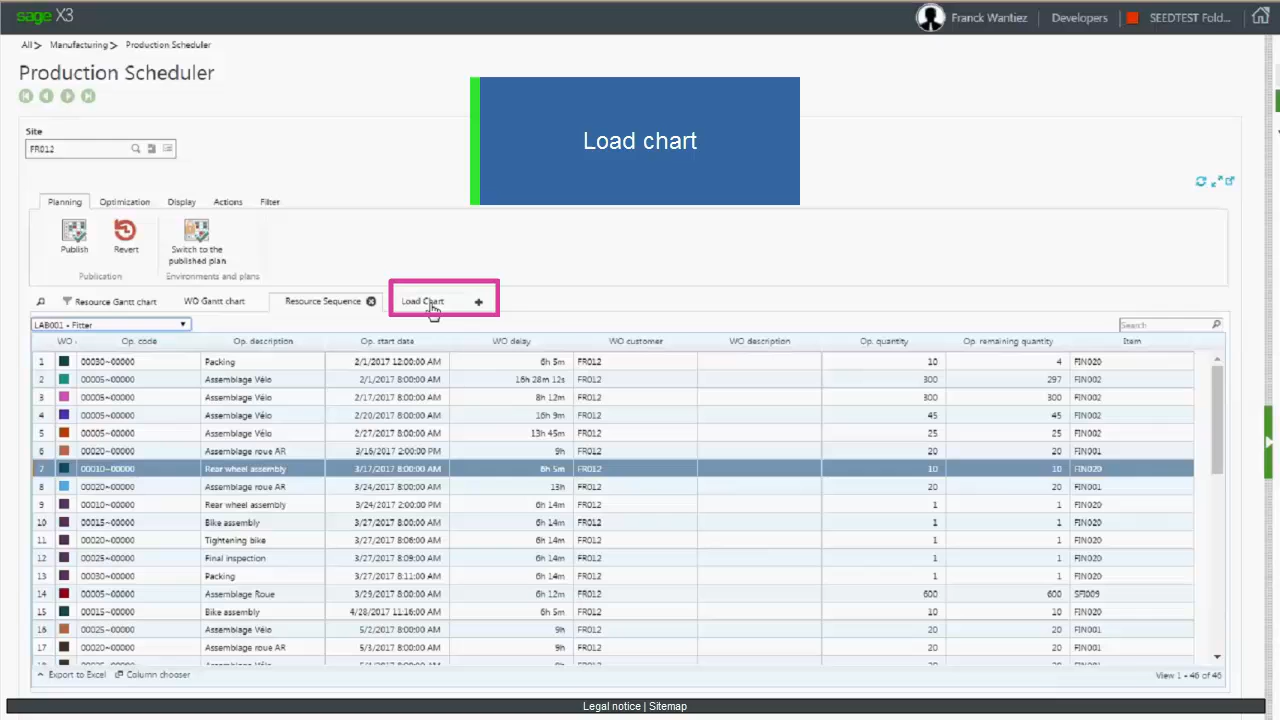 sage X3
Franck Wantiez
Developers
SEEDTEST Fold...
All > Manufacturing > Production Scheduler
Production Scheduler
Load chart
Site
FR012
Planning Optimization Display Actions Filter
Publish Revert Switch to the published plan
Publication Environments and plans
Resource Gantt chart WO Gantt chart Resource Sequence Load Chart +
LAB001 - Fitter Search
WO Op. code Op. description Op. start date WO delay WO customer WO description Op. quantity Op. remaining quantity Item
1 00030~00000 Packing 2/1/2017 12:00:00 AM 6h 5m FR012 10 4 FIN020
2 00005~00000 Assemblage Vélo 2/1/2017 8:00:00 AM 16h 28m 12s FR012 300 297 FIN002
3 00005~00000 Assemblage Vélo 2/17/2017 8:00:00 AM 8h 12m FR012 300 300 FIN002
4 00005~00000 Assemblage Vélo 2/20/2017 8:00:00 AM 16h 9m FR012 45 45 FIN002
5 00005~00000 Assemblage Vélo 2/27/2017 8:00:00 AM 13h 45m FR012 25 25 FIN002
6 00020~00000 Assemblage roue AR 3/16/2017 2:00:00 PM 9h FR012 20 20 FIN001
7 00010~00000 Rear wheel assembly 3/17/2017 8:00:00 AM 6h 5m FR012 10 10 FIN020
8 00020~00000 Assemblage roue AR 3/24/2017 8:00:00 AM 13h FR012 20 20 FIN001
9 00010~00000 Rear wheel assembly 3/24/2017 2:00:00 PM 6h 14m FR012 1 1 FIN020
10 00015~00000 Bike assembly 3/27/2017 8:00:00 AM 6h 14m FR012 1 1 FIN020
11 00020~00000 Tightening bike 3/27/2017 8:06:00 AM 6h 14m FR012 1 1 FIN020
12 00025~00000 Final inspection 3/27/2017 8:09:00 AM 6h 14m FR012 1 1 FIN020
13 00030~00000 Packing 3/27/2017 8:11:00 AM 6h 14m FR012 1 1 FIN020
14 00005~00000 Assemblage Roue 3/29/2017 8:00:00 AM 6h 12m FR012 600 600 SFI009
15 00015~00000 Bike assembly 4/28/2017 11:16:00 AM 6h 5m FR012 10 10 FIN020
16 00025~00000 Assemblage Vélo 5/2/2017 8:00:00 AM 9h FR012 20 20 FIN001
17 00020~00000 Assemblage roue AR 5/3/2017 8:00:00 AM 9h FR012 20 20 FIN001
Export to Excel Column chooser View 1 - 46 of 46
Legal notice | Sitemap